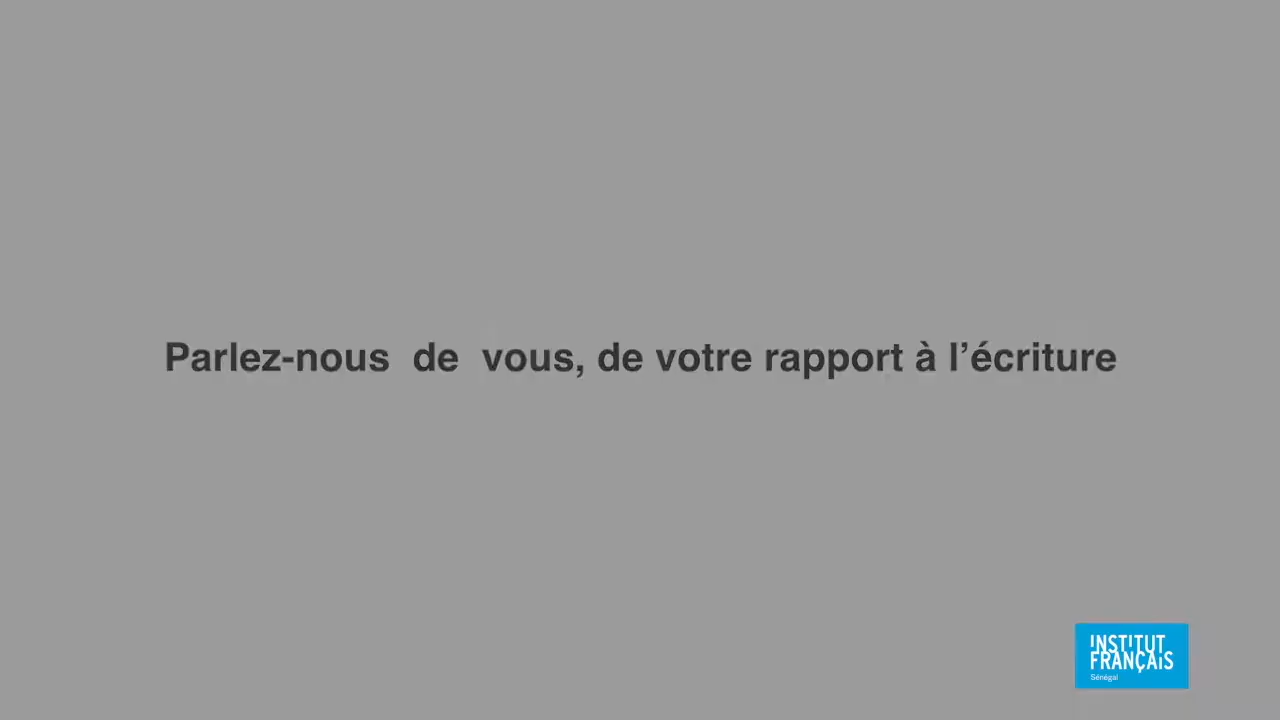 Parlez-nous  de  vous, de votre rapport à l’écriture
INSTITUT
FRANÇAIS
Sénégal